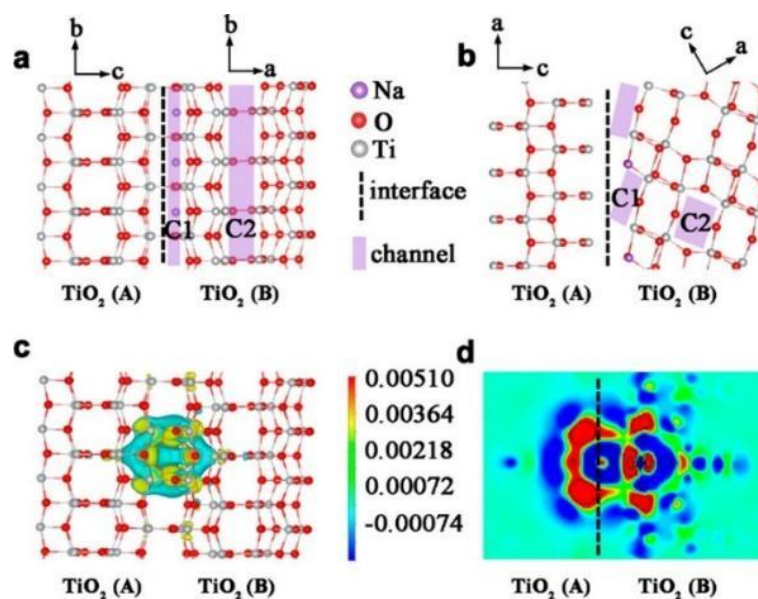 a
b
c
b
a
Na
O
Ti
interface
channel
C1
C2
TiO2 (A)
TiO2 (B)
b
a
c
c
a
C1
C2
TiO2 (A)
TiO2 (B)
c
TiO2 (A)
TiO2 (B)
0.00510
0.00364
0.00218
0.00072
-0.00074
d
TiO2 (A)
TiO2 (B)